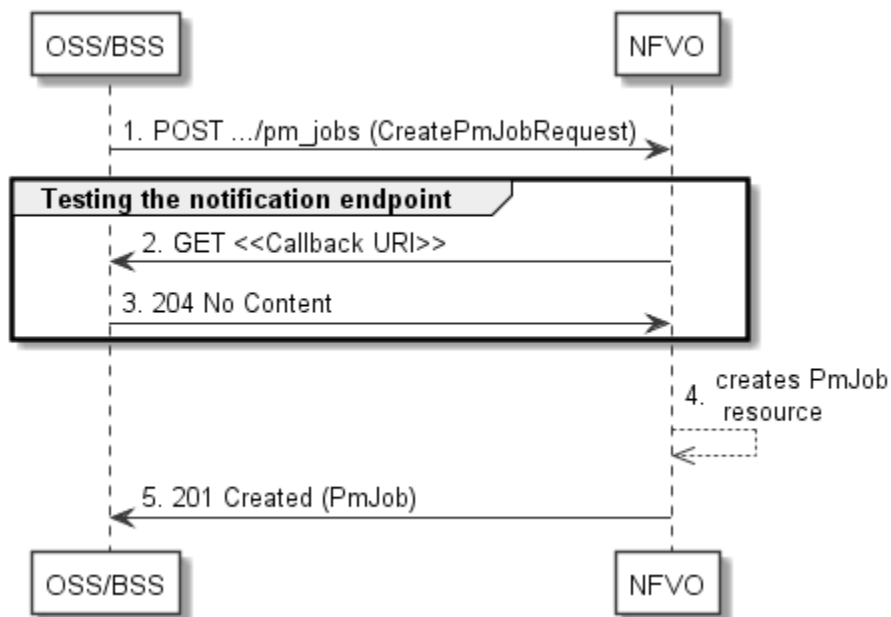 OSS/BSS
NFVO
1. POST .../pm_jobs (CreatePmJobRequest)
Testing the notification endpoint
2. GET <<Callback URI>>
3. 204 No Content
4. creates PmJob
resource
5. 201 Created (PmJob)
OSS/BSS
NFVO